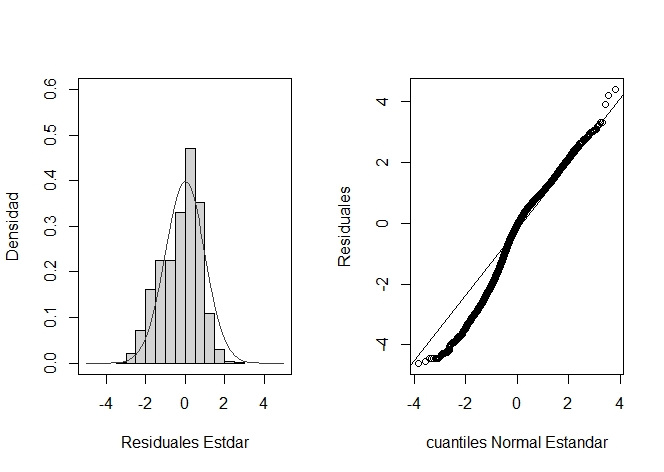 Densidad
0.6
0.5
0.4
0.3
0.2
0.1
0.0
-4 -2 0 2 4
Residuales Estdar
Residuales
4
2
0
-2
-4
-4 -2 0 2 4
cuantiles Normal Estandar